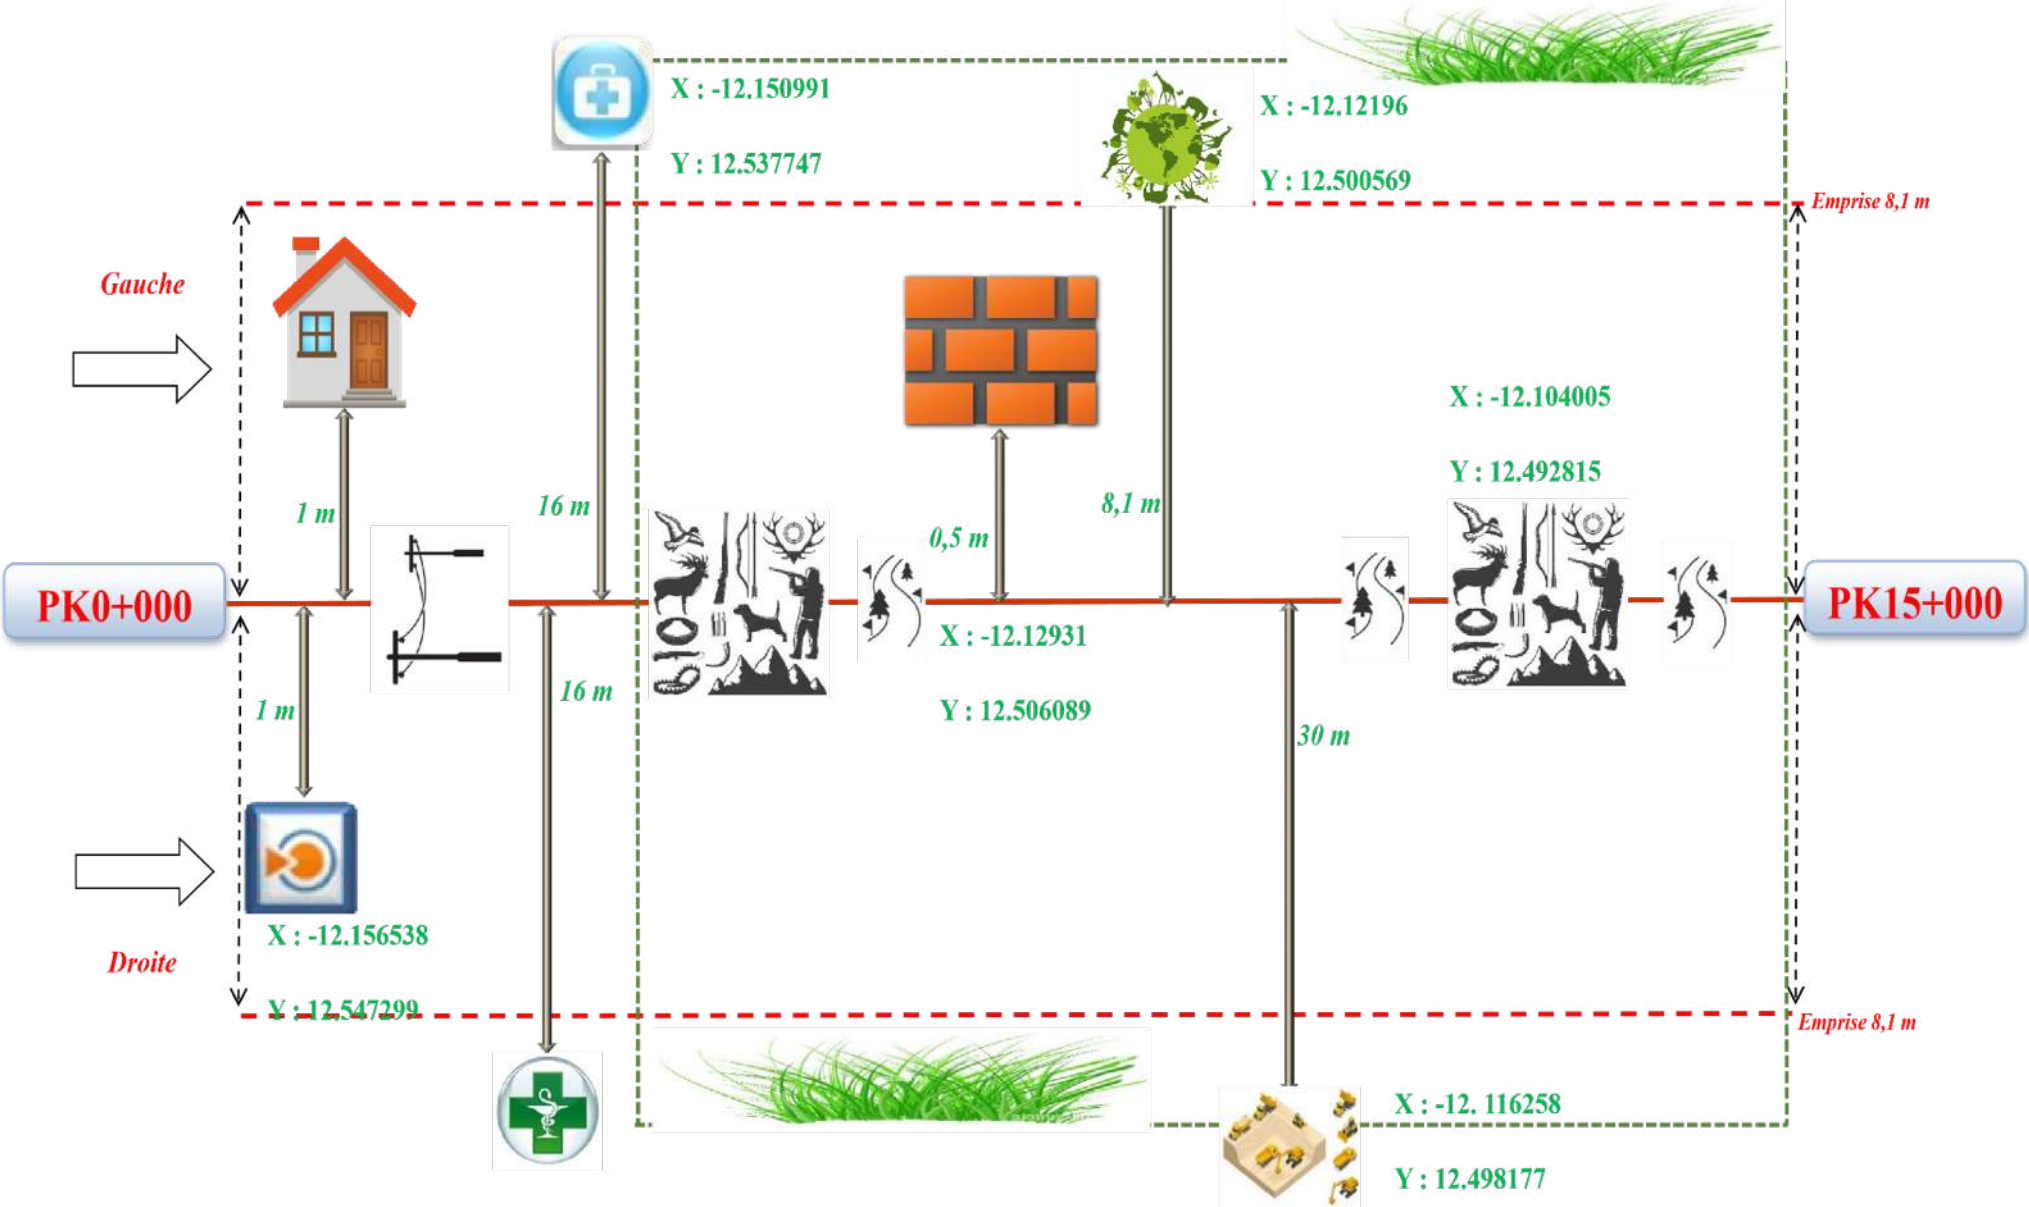 X : -12.150991
Y : 12.537747
X : -12.12196
Y : 12.500569
Emprise 8,1 m
Gauche
X : -12.104005
Y : 12.492815
1 m
16 m
0,5 m
8,1 m
PK0+000
PK15+000
X : -12.12931
Y : 12.506089
1 m
16 m
30 m
X : -12.156538
Y : 12.547299
Droite
Emprise 8,1 m
X : -12. 116258
Y : 12.498177